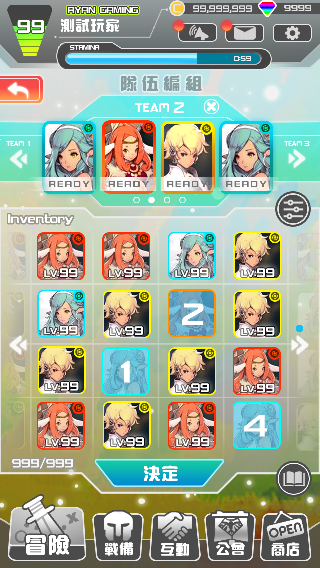 99
AYAN GAMING
測試玩家
99,999,999
9999
STAMINA
0:59
隊伍編組
TEAM 2
TEAM 1
TEAM 3
READY READY READY READY
Inventory
LV:99 LV:99 LV:99 LV:99
LV:99 LV:99 2 LV:99
LV:99 1 LV:99 LV:99
LV:99 LV:99 LV:99 4
999/999
決定
冒險 戰備 互動 公會 商店
OPEN